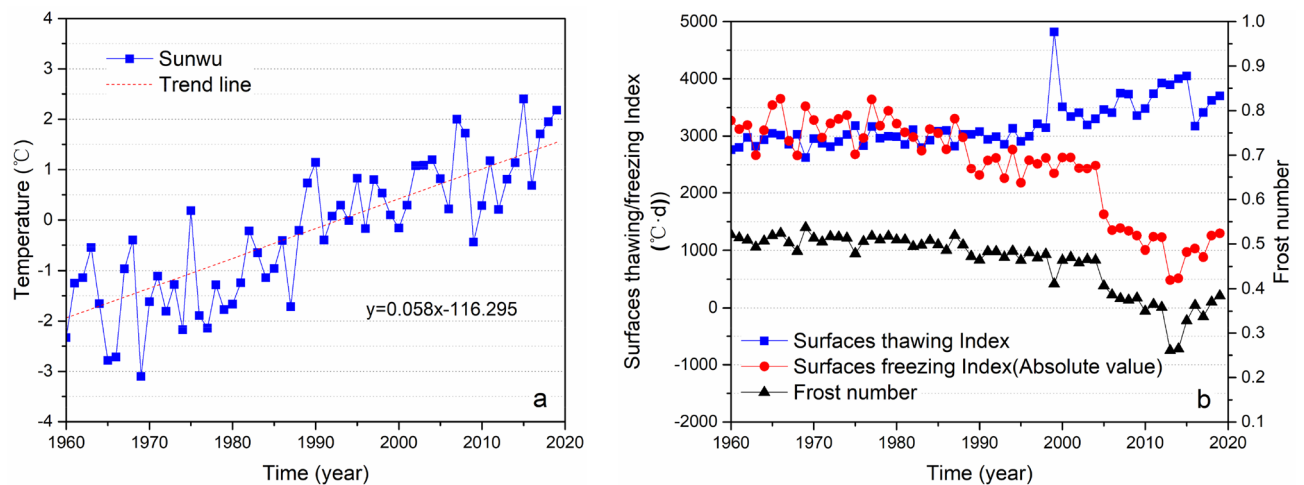 4
3
2
1
0
-1
-2
-3
-4
Temperature (℃)
Sunwu
Trend line
y=0.058x-116.295
a
1960 1970 1980 1990 2000 2010 2020
Time (year)
5000
4000
3000
2000
1000
0
-1000
-2000
Surfaces thawing/freezing Index
(℃·d)
Surfaces thawing Index
Surfaces freezing Index(Absolute value)
Frost number
b
1.0
0.9
0.8
0.7
0.6
0.5
0.4
0.3
0.2
0.1
Frost number
1960 1970 1980 1990 2000 2010 2020
Time (year)